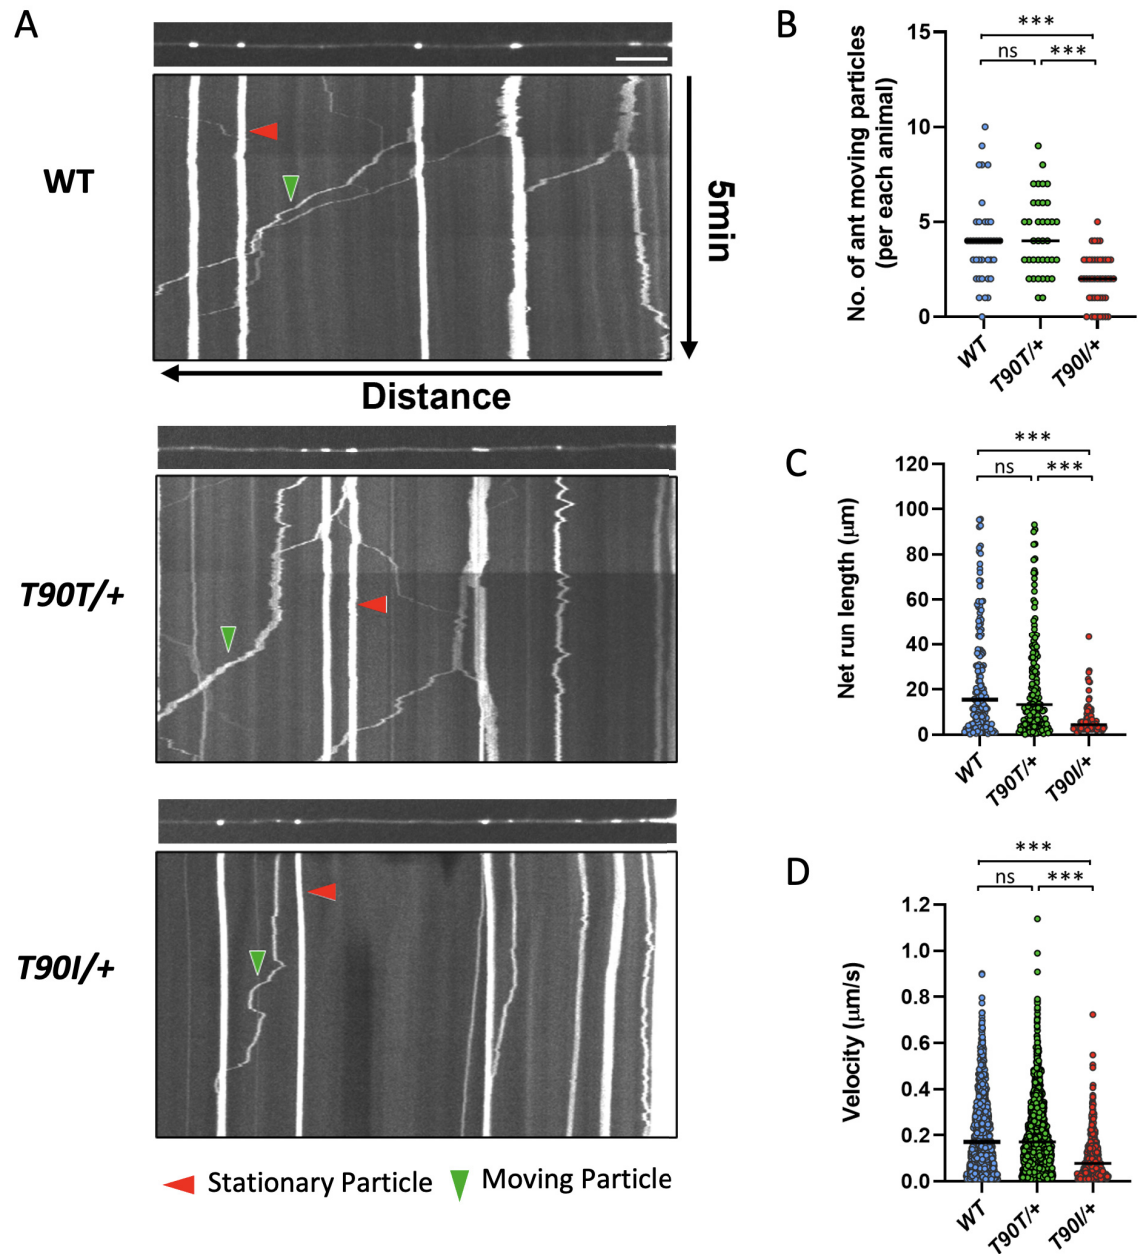 A
WT
5min
Distance
T90T/+
T90I/+
Stationary Particle
Moving Particle
B
No. of ant moving particles
(per each animal)
15
10
5
0
***
ns
***
WT
T90T/+
T90I/+
C
Net run length (μm)
120
100
80
60
40
20
0
***
ns
***
WT
T90T/+
T90I/+
D
Velocity (μm/s)
1.2
1.0
0.8
0.6
0.4
0.2
0.0
***
ns
***
WT
T90T/+
T90I/+